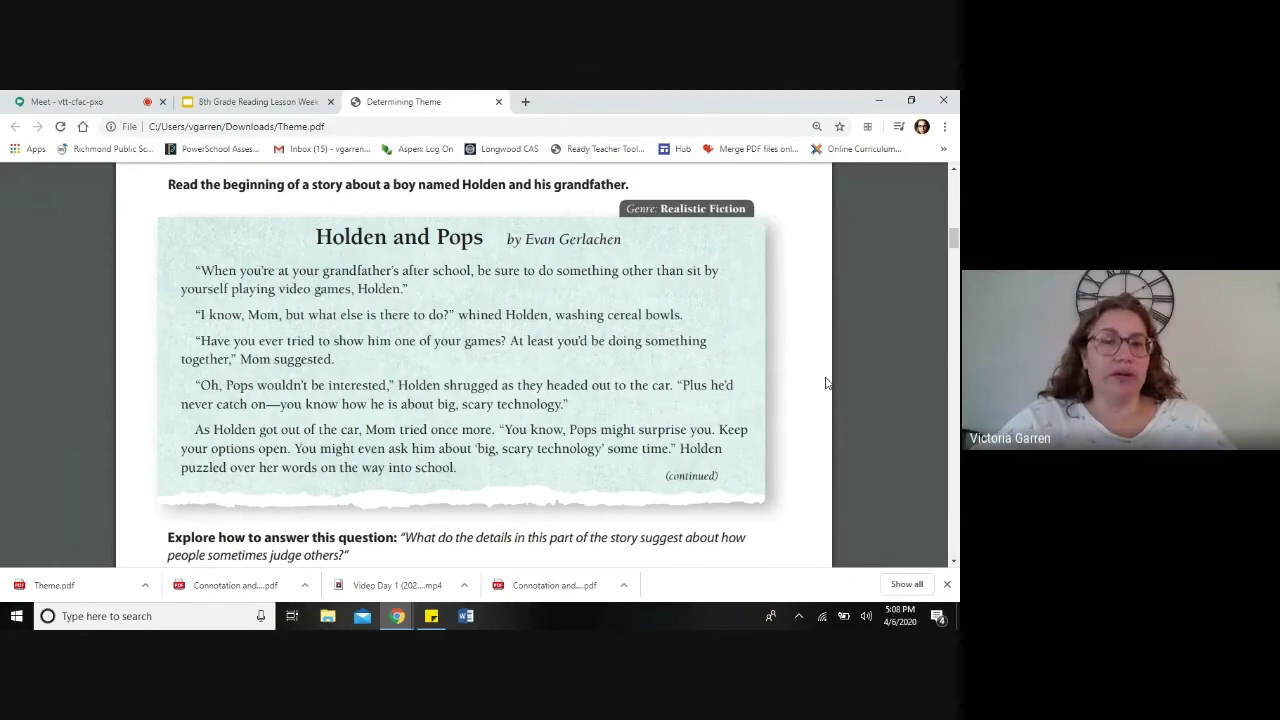 Meet - vtt-cfac-pxo
8th Grade Reading Lesson Week
Determining Theme
File C:/Users/vgarren/Downloads/Theme.pdf
Apps Richmond Public Sc... PowerSchool Asses... Inbox (15) - vgarren... Aspen: Log On Longwood CAS Ready Teacher Tool... Hub Merge PDF files onl... Online Curriculum... »
Read the beginning of a story about a boy named Holden and his grandfather.
Genre: Realistic Fiction
Holden and Pops by Evan Gerlachen
“When you’re at your grandfather’s after school, be sure to do something other than sit by
yourself playing video games, Holden.”
“I know, Mom, but what else is there to do?” whined Holden, washing cereal bowls.
“Have you ever tried to show him one of your games? At least you’d be doing something
together,” Mom suggested.
“Oh, Pops wouldn’t be interested,” Holden shrugged as they headed out to the car. “Plus he’d
never catch on—you know how he is about big, scary technology.”
As Holden got out of the car, Mom tried once more. “You know, Pops might surprise you. Keep
your options open. You might even ask him about ‘big, scary technology’ some time.” Holden
puzzled over her words on the way into school.
(continued)
Explore how to answer this question: “What do the details in this part of the story suggest about how
people sometimes judge others?”
Victoria Garren
Theme.pdf Connotation and....pdf Video Day 1 (202....mp4 Connotation and....pdf Show all
Type here to search
5:08 PM
4/6/2020
4